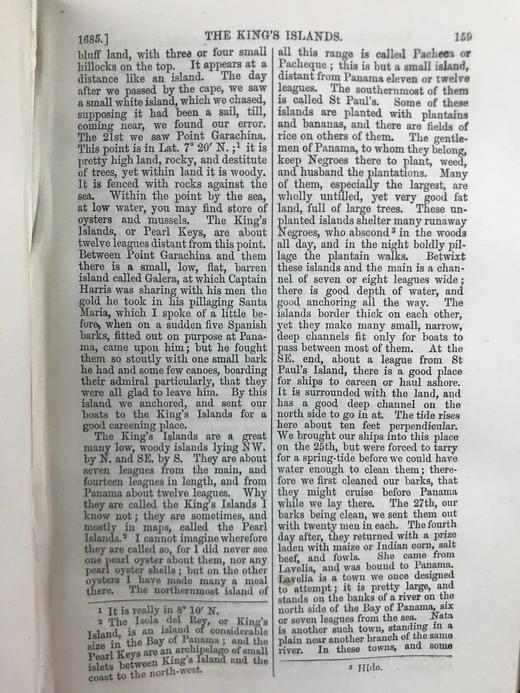 1685.] THE KING'S ISLANDS. 159
bluff land, with three or four small
hillocks on the top. It appears at a
distance like an island. The day
after we passed by the cape, we saw
a small white island, which we chased,
supposing it had been a sail, till,
coming near, we found our error.
The 21st we saw Point Garachina.
This point is in Lat. 7° 20' N. ;¹ it is
pretty high land, rocky, and destitute
of trees, yet within land it is woody.
It is fenced with rocks against the
sea. Within the point by the sea,
at low water, you may find store of
oysters and mussels. The King's
Islands, or Pearl Keys, are about
twelve leagues distant from this point.
Between Point Garachina and them
there is a small, low, flat, barren
island called Galera, at which Captain
Harris was sharing with his men the
gold he took in his pillaging Santa
Maria, which I spoke of a little be-
fore, when on a sudden five Spanish
barks, fitted out on purpose at Pana-
ma, came upon him; but he fought
them so stoutly with one small bark
he had and some few canoes, boarding
their admiral particularly, that they
were all glad to leave him. By this
island we anchored, and sent our
boats to the King's Islands for a
good careening place.
The King's Islands are a great
many low, woody islands lying NW.
by N. and SE. by S. They are about
seven leagues from the main, and
fourteen leagues in length, and from
Panama about twelve leagues. Why
they are called the King's Islands I
know not; they are sometimes, and
mostly in maps, called the Pearl
Islands.² I cannot imagine wherefore
they are called so, for I did never see
one pearl oyster about them, nor any
pearl oyster shells; but on the other
oysters I have made many a meal
there. The northernmost island of
¹ It is really in 8° 10' N.
² The Isola del Rey, or King's
Island, is an island of considerable
size in the Bay of Panama; and the
Pearl Keys are an archipelago of small
islets between King's Island and the
coast to the north-west.
all this range is called Pacheca or
Pacheque; this is but a small island,
distant from Panama eleven or twelve
leagues. The southernmost of them
is called St Paul's. Some of these
islands are planted with plantains
and bananas, and there are fields of
rice on others of them. The gentle-
men of Panama, to whom they belong,
keep Negroes there to plant, weed,
and husband the plantations. Many
of them, especially the largest, are
wholly untilled, yet very good fat
land, full of large trees. These un-
planted islands shelter many runaway
Negroes, who abscond³ in the woods
all day, and in the night boldly pil-
lage the plantain walks. Betwixt
these islands and the main is a chan-
nel of seven or eight leagues wide;
there is good depth of water, and
good anchoring all the way. The
islands border thick on each other,
yet they make many small, narrow,
deep channels fit only for boats to
pass between most of them. At the
SE. end, about a league from St
Paul's Island, there is a good place
for ships to careen or haul ashore.
It is surrounded with the land, and
has a good deep channel on the
north side to go in at. The tide rises
here about ten feet perpendicular.
We brought our ships into this place
on the 25th, but were forced to tarry
for a spring-tide before we could have
water enough to clean them; there-
fore we first cleaned our barks, that
they might cruise before Panama
while we lay there. The 27th, our
barks being clean, we sent them out
with twenty men in each. The fourth
day after, they returned with a prize
laden with maize or Indian corn, salt
beef, and fowls. She came from
Lavelia, and was bound to Panama.
Lavelia is a town we once designed
to attempt; it is pretty large, and
stands on the banks of a river on the
north side of the Bay of Panama, six
or seven leagues from the sea. Nata
is another such town, standing in a
plain near another branch of the same
river. In these towns, and some
³ Hide.